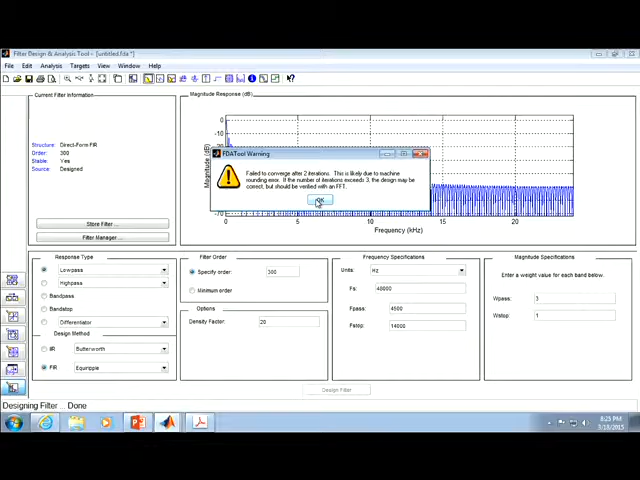 Filter Design & Analysis Tool - [untitled.fda *]
File Edit Analysis Targets View Window Help
Current Filter Information
Structure: Direct-Form FIR
Order: 300
Stable: Yes
Source: Designed
Store Filter ...
Filter Manager ...
Magnitude Response (dB)
Magnitude (dB)
0
-10
-70
0
5
10
15
20
Frequency (kHz)
FDATool Warning
Failed to converge after 2 iterations. This is likely due to machine
rounding error. If the number of iterations exceeds 3, the design may be
correct, but should be verified with an FFT.
OK
Response Type
Lowpass
Highpass
Bandpass
Bandstop
Differentiator
Design Method
IIR Butterworth
FIR Equiripple
Filter Order
Specify order: 300
Minimum order
Options
Density Factor: 20
Frequency Specifications
Units: Hz
Fs: 48000
Fpass: 4500
Fstop: 14000
Magnitude Specifications
Enter a weight value for each band below.
Wpass: 3
Wstop: 1
Design Filter
Designing Filter ... Done
8:25 PM
3/18/2015